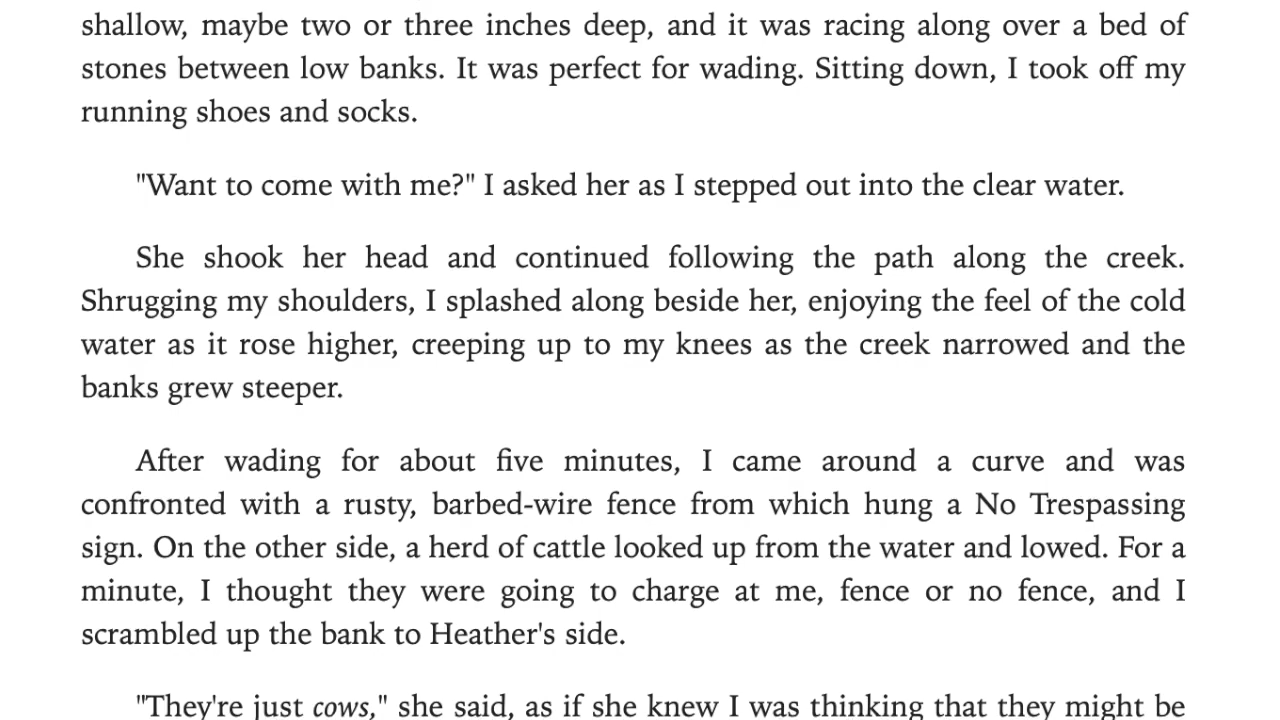 shallow, maybe two or three inches deep, and it was racing along over a bed of
stones between low banks. It was perfect for wading. Sitting down, I took off my
running shoes and socks.
"Want to come with me?" I asked her as I stepped out into the clear water.
She shook her head and continued following the path along the creek.
Shrugging my shoulders, I splashed along beside her, enjoying the feel of the cold
water as it rose higher, creeping up to my knees as the creek narrowed and the
banks grew steeper.
After wading for about five minutes, I came around a curve and was
confronted with a rusty, barbed-wire fence from which hung a No Trespassing
sign. On the other side, a herd of cattle looked up from the water and lowed. For a
minute, I thought they were going to charge at me, fence or no fence, and I
scrambled up the bank to Heather's side.
"They're just cows," she said, as if she knew I was thinking that they might be